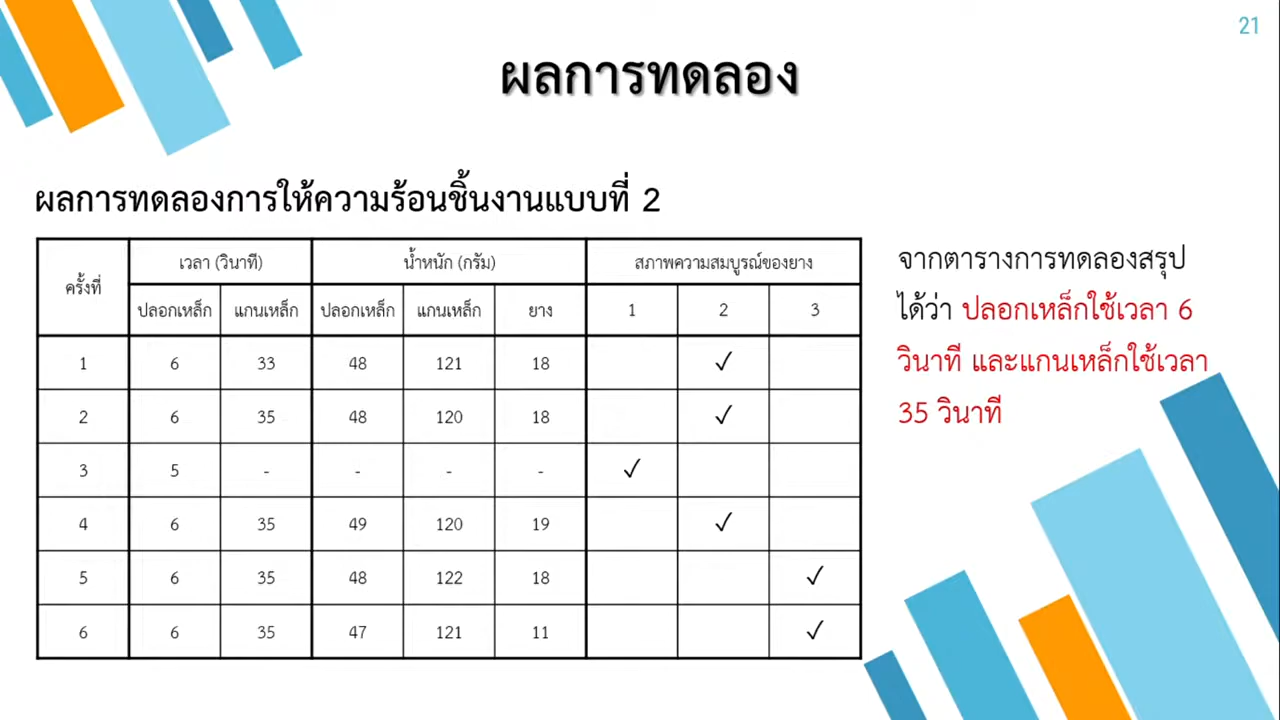 21
ผลการทดลอง
ผลการทดลองการให้ความร้อนชิ้นงานแบบที่ 2
ครั้งที่ เวลา (วินาที) น้ำหนัก (กรัม) สภาพความสมบูรณ์ของยาง
ปลอกเหล็ก แกนเหล็ก ปลอกเหล็ก แกนเหล็ก ยาง 1 2 3
1 6 33 48 121 18 ✓
2 6 35 48 120 18 ✓
3 5 - - - - ✓
4 6 35 49 120 19 ✓
5 6 35 48 122 18 ✓
6 6 35 47 121 11 ✓
จากตารางการทดลองสรุป
ได้ว่า ปลอกเหล็กใช้เวลา 6
วินาที และแกนเหล็กใช้เวลา
35 วินาที